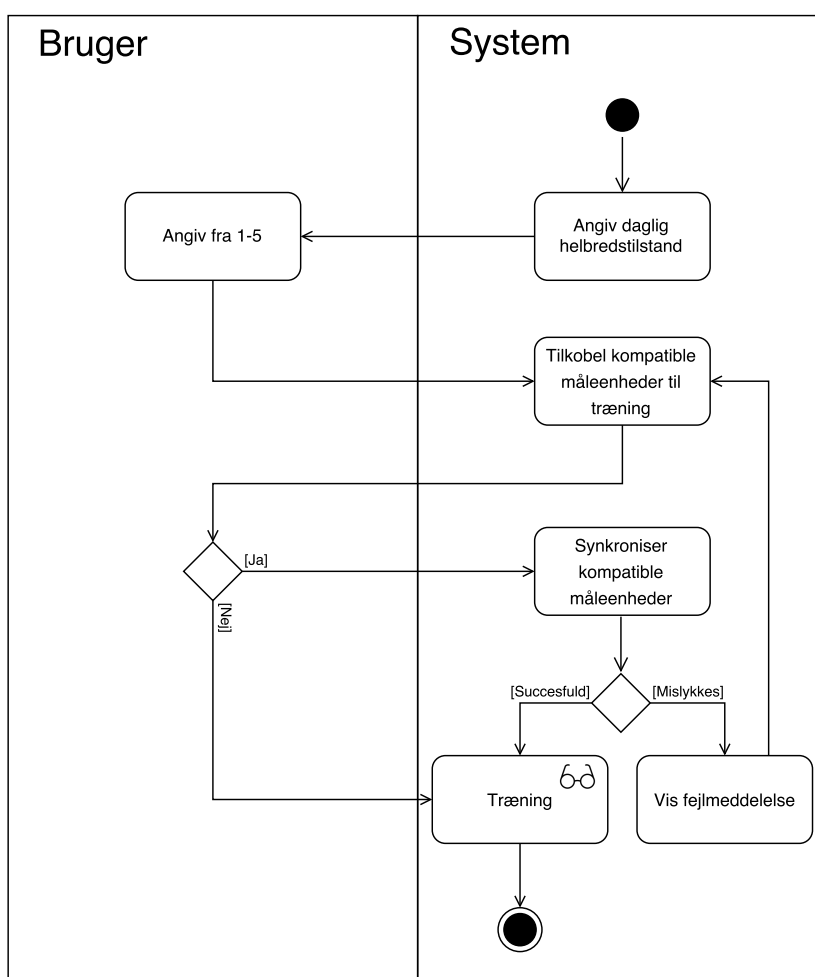 Bruger
System
Angiv daglig
helbredstilstand
Angiv fra 1-5
Tilkobel kompatible
måleenheder til
træning
[Ja]
[Nej]
Synkroniser
kompatible
måleenheder
[Succesfuld]
[Mislykkes]
Træning
Vis fejlmeddelelse